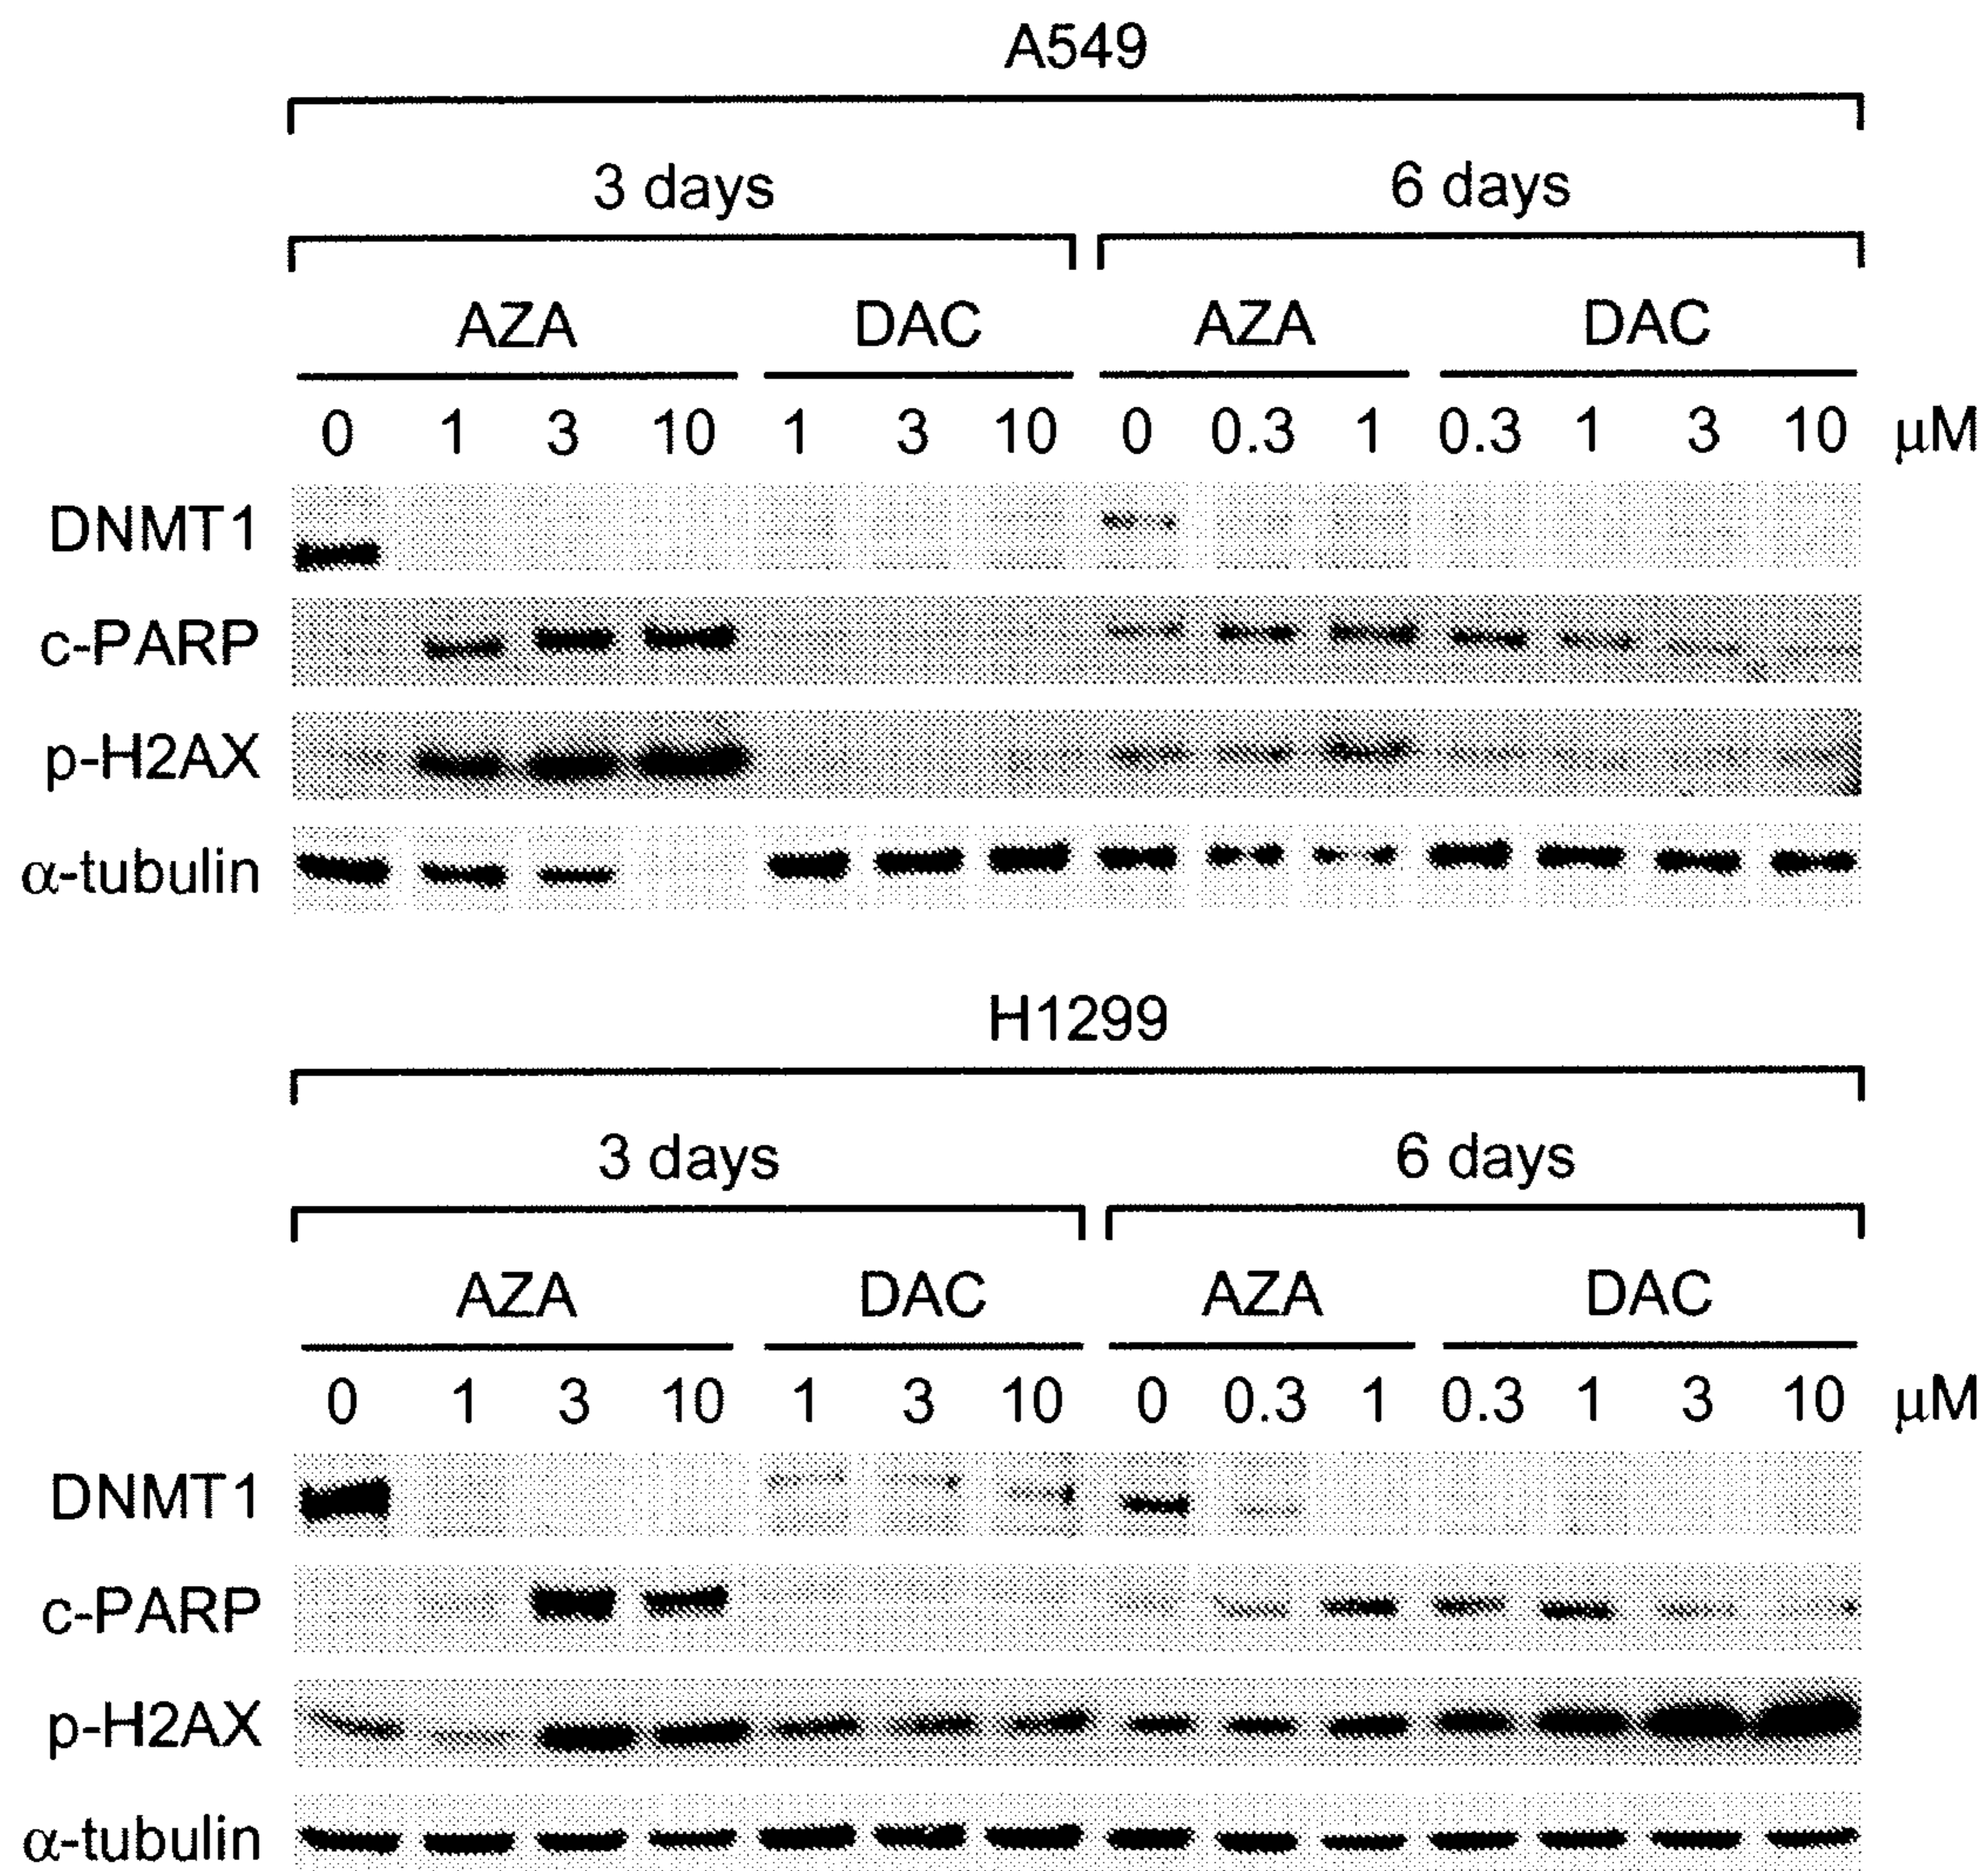 A549
3 days 6 days
AZA DAC AZA DAC
0 1 3 10 1 3 10 0 0.3 1 0.3 1 3 10 μM
DNMT1
c-PARP
p-H2AX
α-tubulin
H1299
3 days 6 days
AZA DAC AZA DAC
0 1 3 10 1 3 10 0 0.3 1 0.3 1 3 10 μM
DNMT1
c-PARP
p-H2AX
α-tubulin